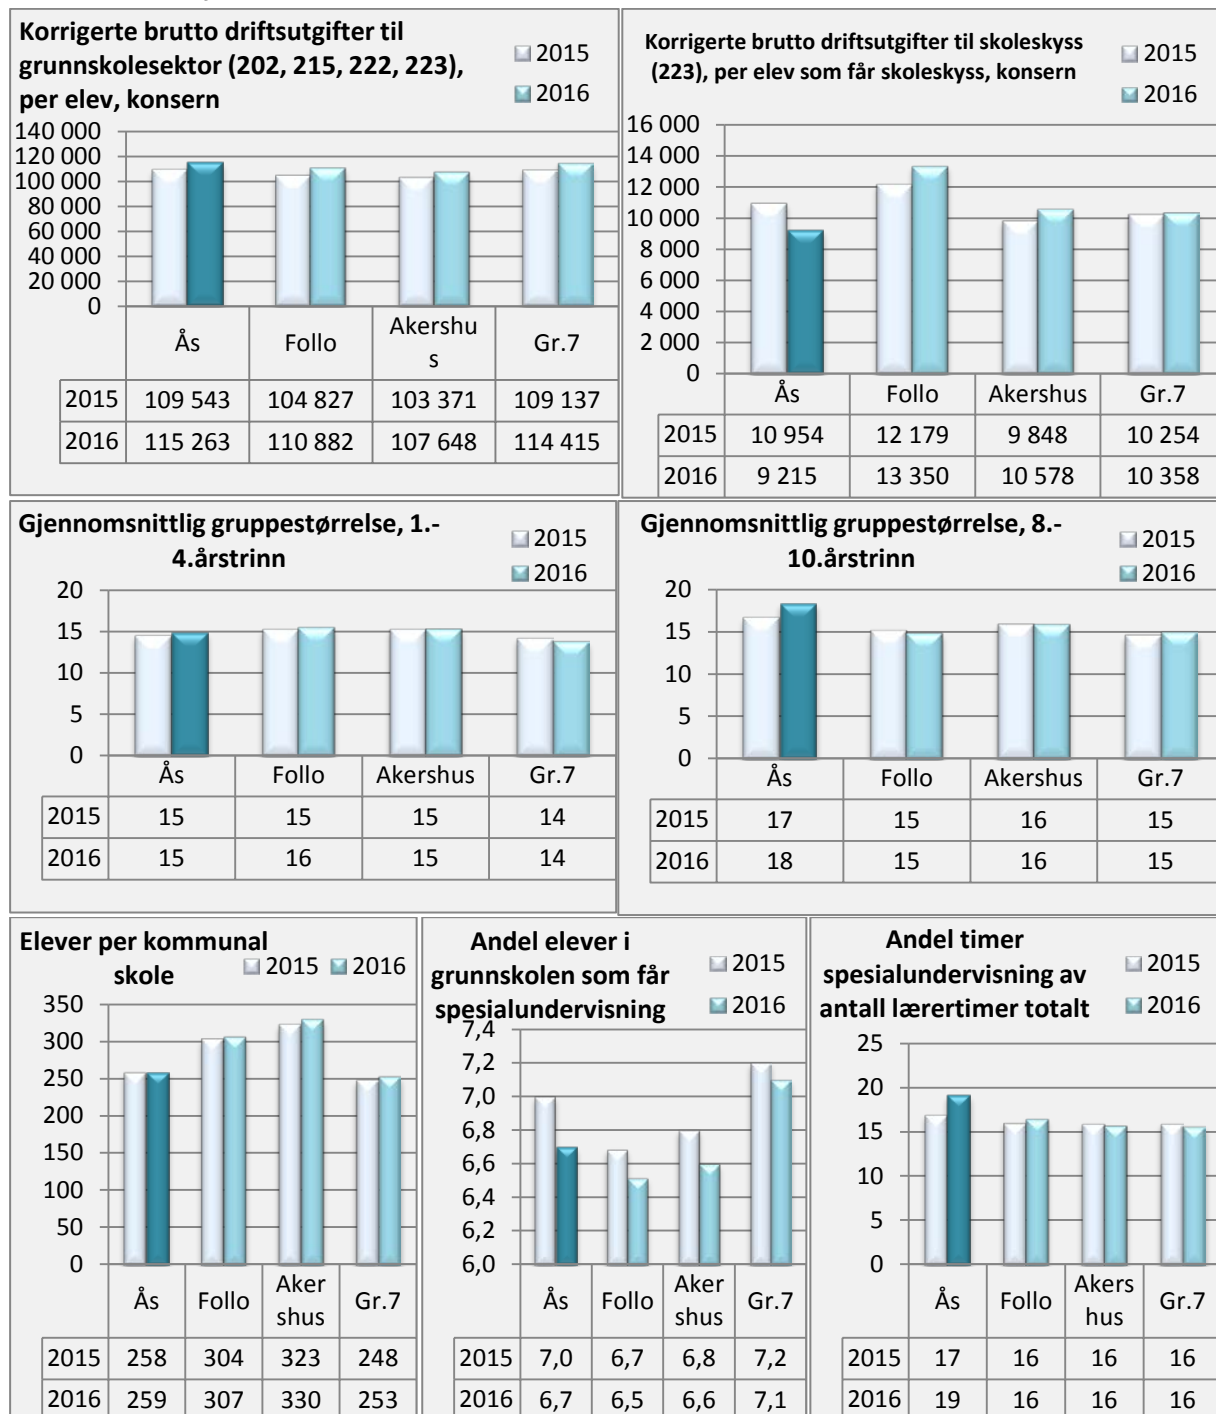 Korrigerte brutto driftsutgifter til
grunnskolesektor (202, 215, 222, 223),
per elev, konsern
2015
2016
140 000
120 000
100 000
80 000
60 000
40 000
20 000
0
Ås Follo Akershu
s Gr.7
2015 109 543 104 827 103 371 109 137
2016 115 263 110 882 107 648 114 415
Korrigerte brutto driftsutgifter til skoleskyss
(223), per elev som får skoleskyss, konsern
2015
2016
16 000
14 000
12 000
10 000
8 000
6 000
4 000
2 000
0
Ås Follo Akershus Gr.7
2015 10 954 12 179 9 848 10 254
2016 9 215 13 350 10 578 10 358
Gjennomsnittlig gruppestørrelse, 1.-
4.årstrinn
2015
2016
20
15
10
5
0
Ås Follo Akershus Gr.7
2015 15 15 15 14
2016 15 16 15 14
Gjennomsnittlig gruppestørrelse, 8.-
10.årstrinn
2015
2016
20
15
10
5
0
Ås Follo Akershus Gr.7
2015 17 15 16 15
2016 18 15 16 15
Elever per kommunal
skole
2015 2016
350
300
250
200
150
100
50
0
Ås Follo Aker
shus Gr.7
2015 258 304 323 248
2016 259 307 330 253
Andel elever i
grunnskolen som får
spesialundervisning
2015
2016
7,4
7,2
7,0
6,8
6,6
6,4
6,2
6,0
Ås Follo Aker
shus Gr.7
2015 7,0 6,7 6,8 7,2
2016 6,7 6,5 6,6 7,1
Andel timer
spesialundervisning av
antall lærertimer totalt
2015
2016
25
20
15
10
5
0
Ås Follo Akers
hus Gr.7
2015 17 16 16 16
2016 19 16 16 16